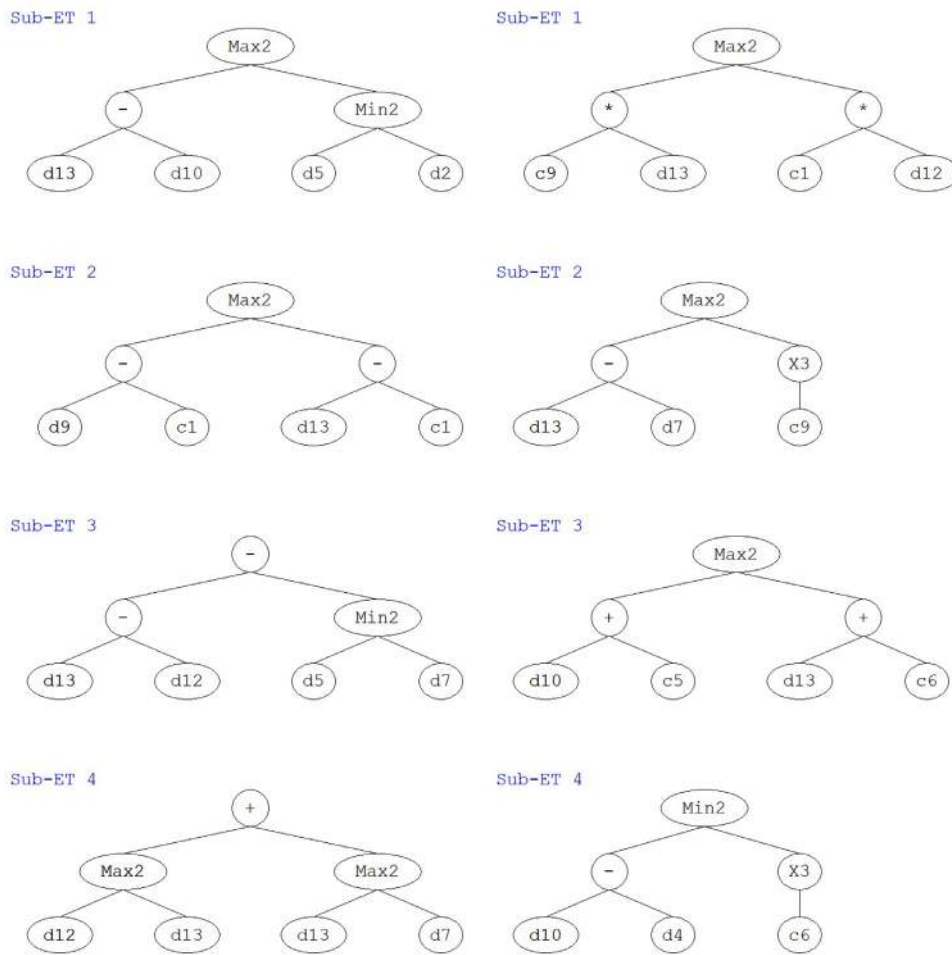 Sub-ET 1 Sub-ET 1
Max2 Max2
- Min2 * *
d13 d10 d5 d2 c9 d13 c1 d12
Sub-ET 2 Sub-ET 2
Max2 Max2
- - - X3
d9 c1 d13 c1 d13 d7 c9
Sub-ET 3 Sub-ET 3
- Max2
- Min2 + +
d13 d12 d5 d7 d10 c5 d13 c6
Sub-ET 4 Sub-ET 4
+ Min2
Max2 Max2 - X3
d12 d13 d13 d7 d10 d4 c6